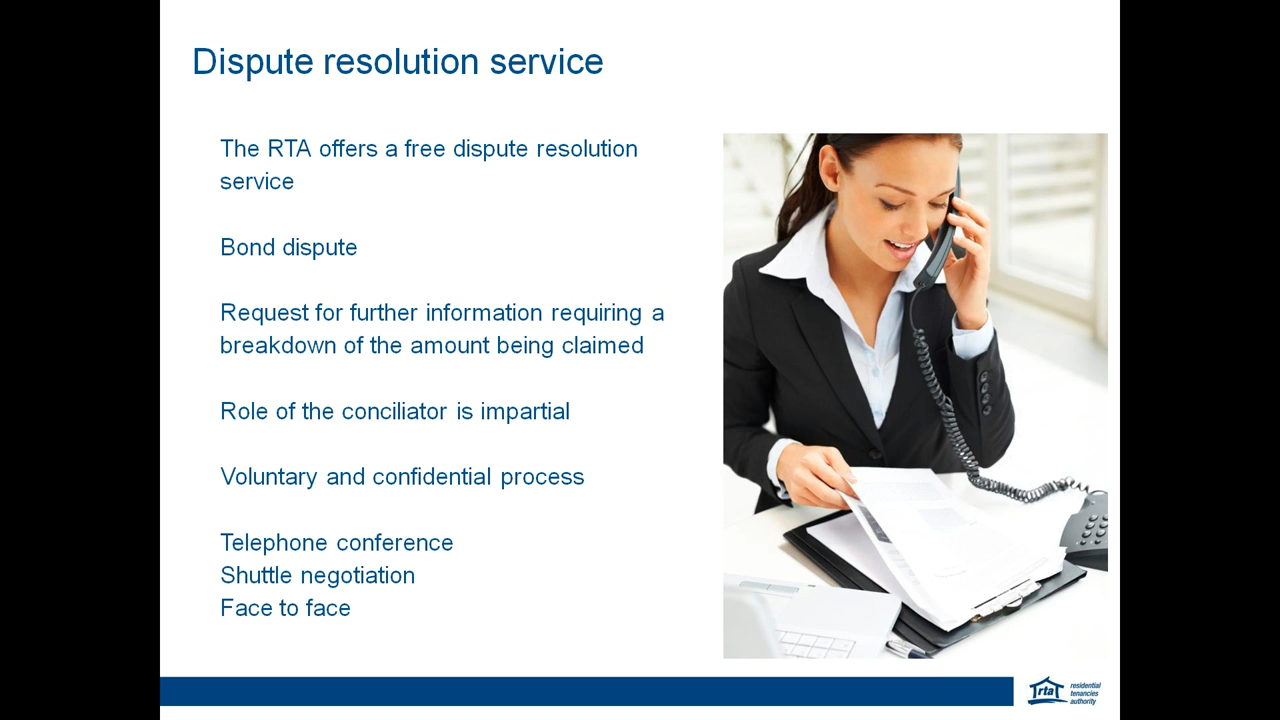 Dispute resolution service
The RTA offers a free dispute resolution
service
Bond dispute
Request for further information requiring a
breakdown of the amount being claimed
Role of the conciliator is impartial
Voluntary and confidential process
Telephone conference
Shuttle negotiation
Face to face
rta
residential
tenancies
authority